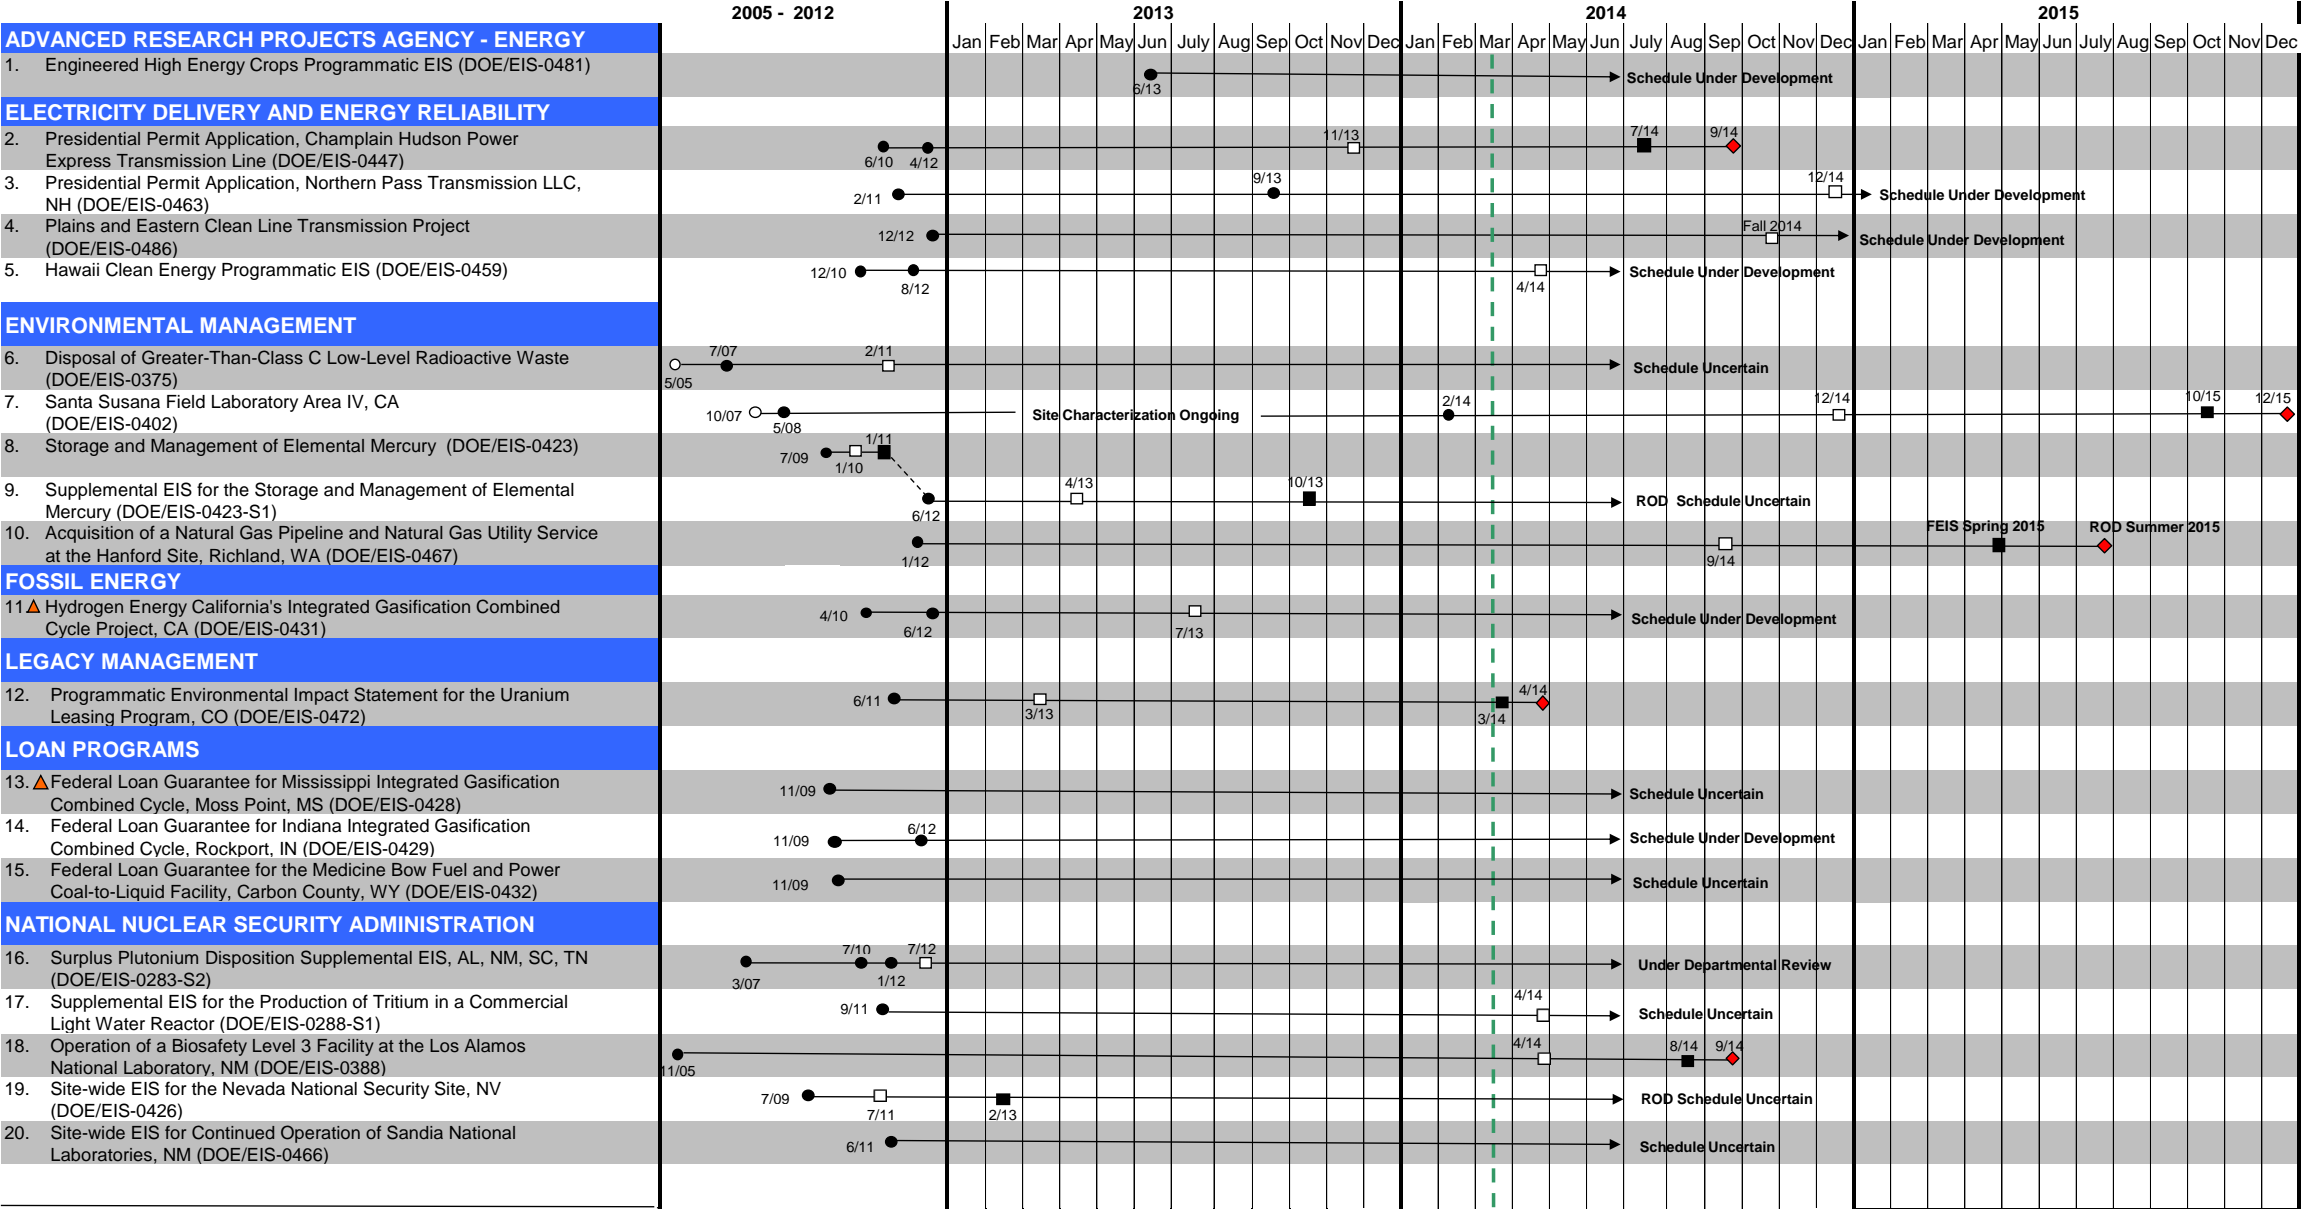 2005 - 2012 2013 2014 2015
ADVANCED RESEARCH PROJECTS AGENCY - ENERGY Jan Feb Mar Apr May Jun July Aug Sep Oct Nov Dec Jan Feb Mar Apr May Jun July Aug Sep Oct Nov Dec Jan Feb Mar Apr May Jun July Aug Sep Oct Nov Dec
1. Engineered High Energy Crops Programmatic EIS (DOE/EIS-0481)
Schedule Under Development
6/13
ELECTRICITY DELIVERY AND ENERGY RELIABILITY
2. Presidential Permit Application, Champlain Hudson Power
11/13 7/14 9/14
Express Transmission Line (DOE/EIS-0447)
6/10 4/12
3. Presidential Permit Application, Northern Pass Transmission LLC,
9/13 12/14
NH (DOE/EIS-0463)
2/11 Schedule Under Development
4. Plains and Eastern Clean Line Transmission Project
Fall 2014
(DOE/EIS-0486)
12/12 Schedule Under Development
5. Hawaii Clean Energy Programmatic EIS (DOE/EIS-0459)
12/10 Schedule Under Development
8/12 4/14
ENVIRONMENTAL MANAGEMENT
6. Disposal of Greater-Than-Class C Low-Level Radioactive Waste
7/07 2/11
(DOE/EIS-0375)
Schedule Uncertain
5/05
7. Santa Susana Field Laboratory Area IV, CA
2/14 12/14 10/15 12/15
(DOE/EIS-0402)
10/07 Site Characterization Ongoing
5/08
8. Storage and Management of Elemental Mercury (DOE/EIS-0423)
1/11
7/09
1/10
9. Supplemental EIS for the Storage and Management of Elemental
4/13 10/13
Mercury (DOE/EIS-0423-S1)
ROD Schedule Uncertain
6/12
10. Acquisition of a Natural Gas Pipeline and Natural Gas Utility Service
FEIS Spring 2015 ROD Summer 2015
at the Hanford Site, Richland, WA (DOE/EIS-0467)
1/12 9/14
FOSSIL ENERGY
11 Hydrogen Energy California's Integrated Gasification Combined
4/10 Schedule Under Development
Cycle Project, CA (DOE/EIS-0431)
6/12 7/13
LEGACY MANAGEMENT
12. Programmatic Environmental Impact Statement for the Uranium
6/11 4/14
Leasing Program, CO (DOE/EIS-0472)
3/13 3/14
LOAN PROGRAMS
13. Federal Loan Guarantee for Mississippi Integrated Gasification
11/09 Schedule Uncertain
Combined Cycle, Moss Point, MS (DOE/EIS-0428)
14. Federal Loan Guarantee for Indiana Integrated Gasification
6/12
Combined Cycle, Rockport, IN (DOE/EIS-0429)
11/09 Schedule Under Development
15. Federal Loan Guarantee for the Medicine Bow Fuel and Power
Coal-to-Liquid Facility, Carbon County, WY (DOE/EIS-0432)
11/09 Schedule Uncertain
NATIONAL NUCLEAR SECURITY ADMINISTRATION
16. Surplus Plutonium Disposition Supplemental EIS, AL, NM, SC, TN
7/10 7/12
(DOE/EIS-0283-S2)
Under Departmental Review
3/07 1/12
17. Supplemental EIS for the Production of Tritium in a Commercial
4/14
Light Water Reactor (DOE/EIS-0288-S1)
9/11 Schedule Uncertain
18. Operation of a Biosafety Level 3 Facility at the Los Alamos
4/14 8/14 9/14
National Laboratory, NM (DOE/EIS-0388)
11/05
19. Site-wide EIS for the Nevada National Security Site, NV
7/09 ROD Schedule Uncertain
(DOE/EIS-0426)
7/11 2/13
20. Site-wide EIS for Continued Operation of Sandia National
6/11 Schedule Uncertain
Laboratories, NM (DOE/EIS-0466)